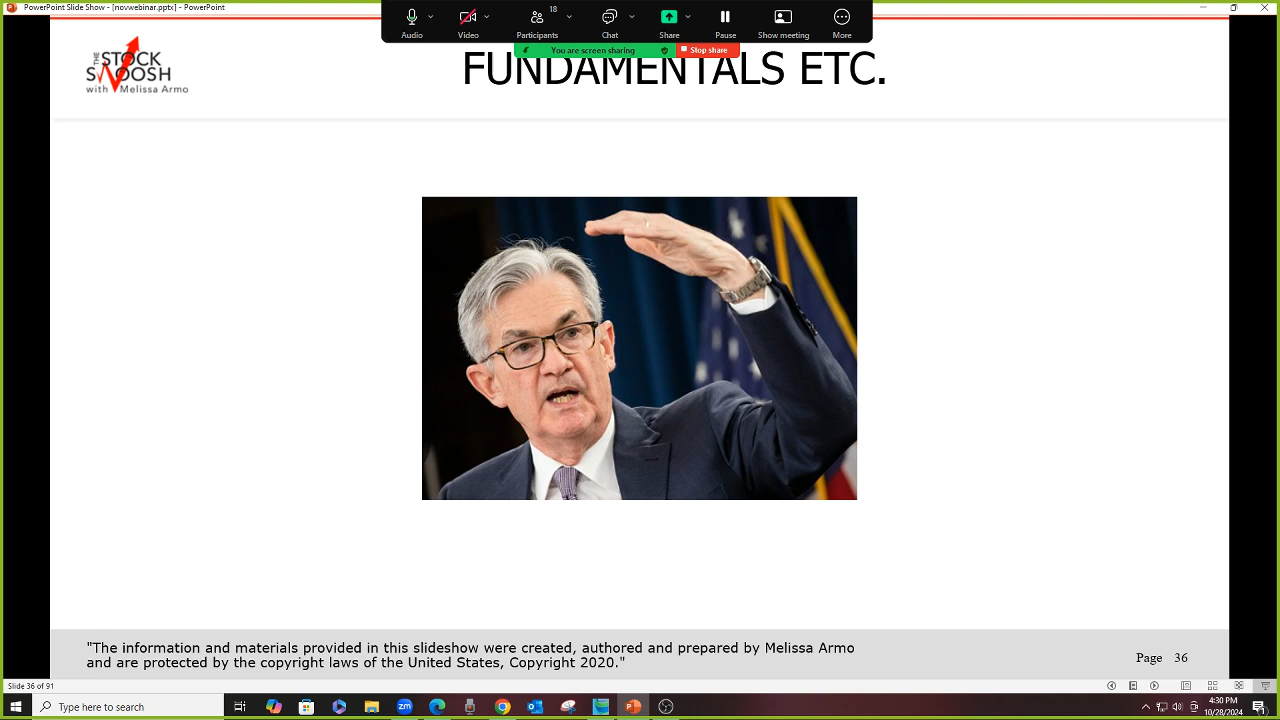 PowerPoint Slide Show - [novwebinar.pptx] - PowerPoint
18
Audio Video Participants Chat Share Pause Show meeting More
You are screen sharing Stop share
THE STOCK SWOOSH
with Melissa Armo
FUNDAMENTALS ETC.
"The information and materials provided in this slideshow were created, authored and prepared by Melissa Armo
and are protected by the copyright laws of the United States, Copyright 2020."
Page 36
Slide 36 of 91
Type here to search
4:30 PM
10/28/2024